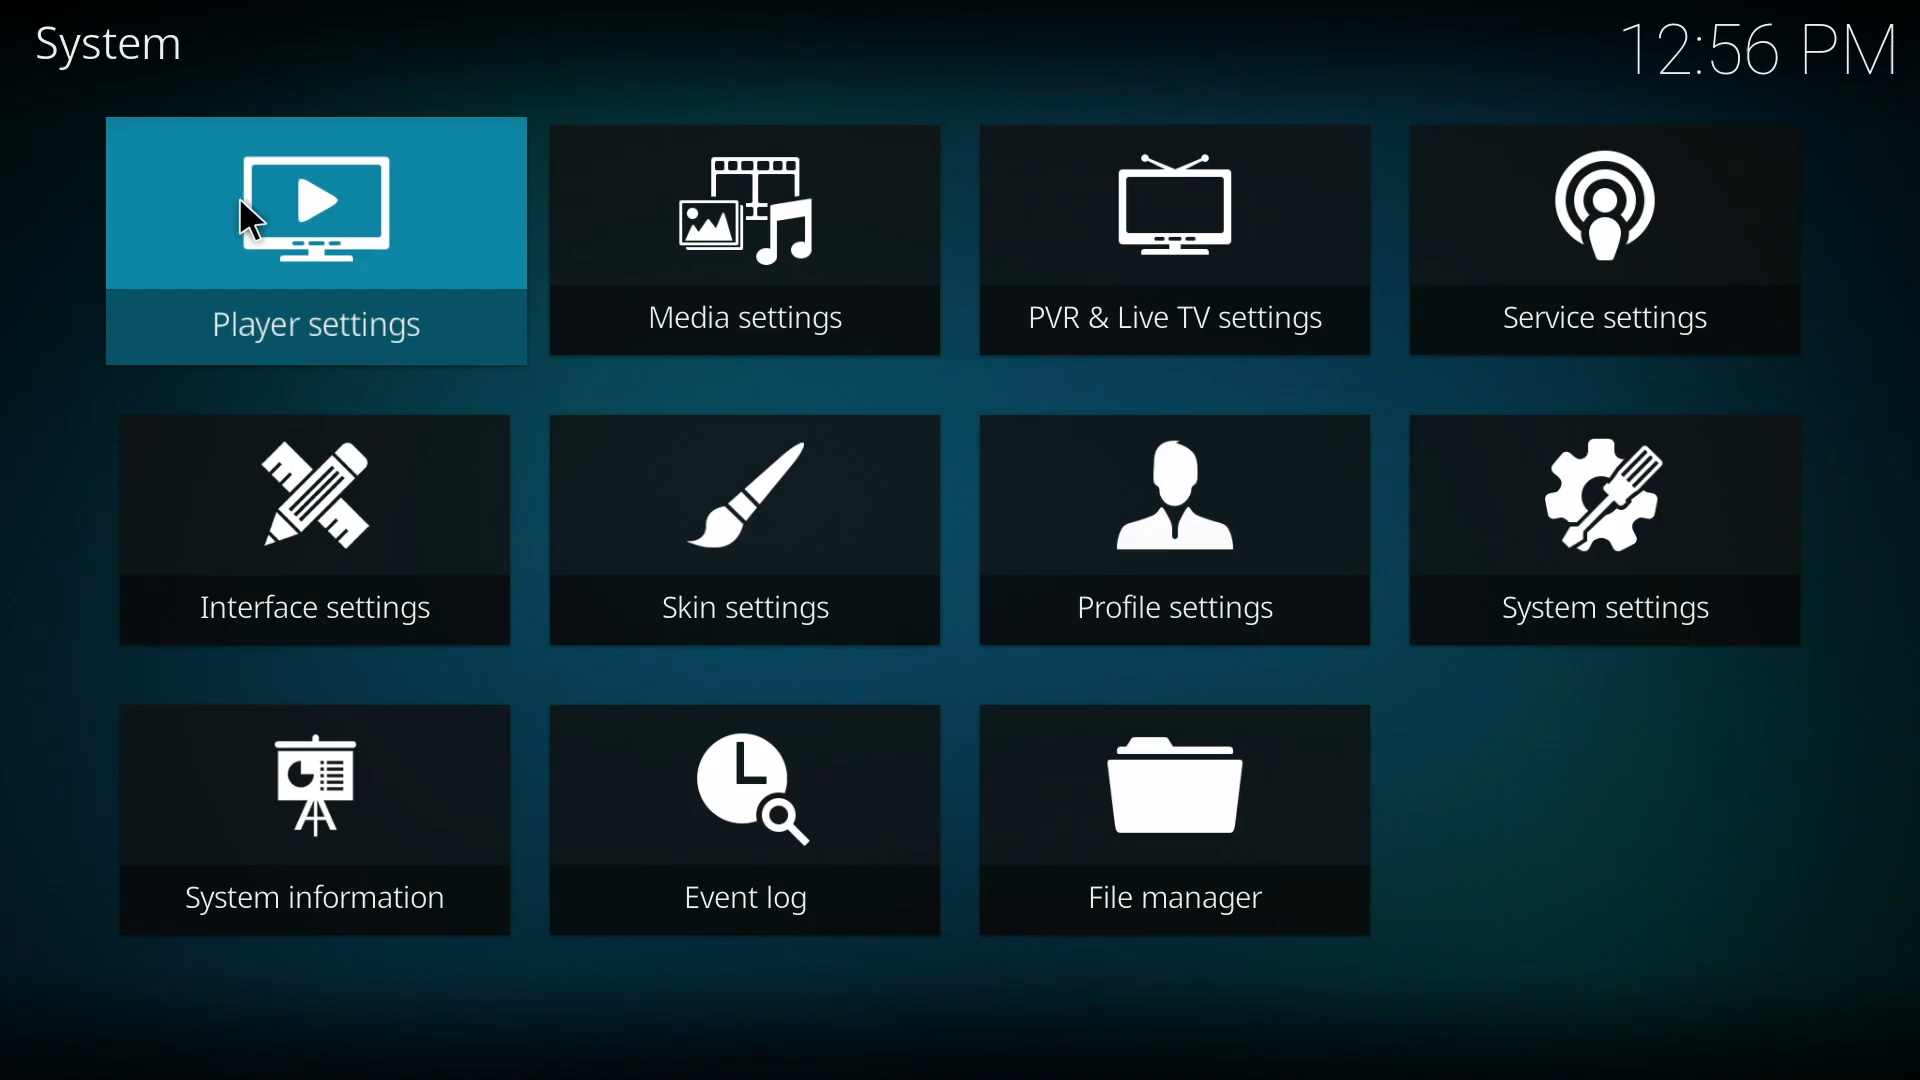 System
12:56 PM
Player settings
Media settings
PVR & Live TV settings
Service settings
Interface settings
Skin settings
Profile settings
System settings
System information
Event log
File manager